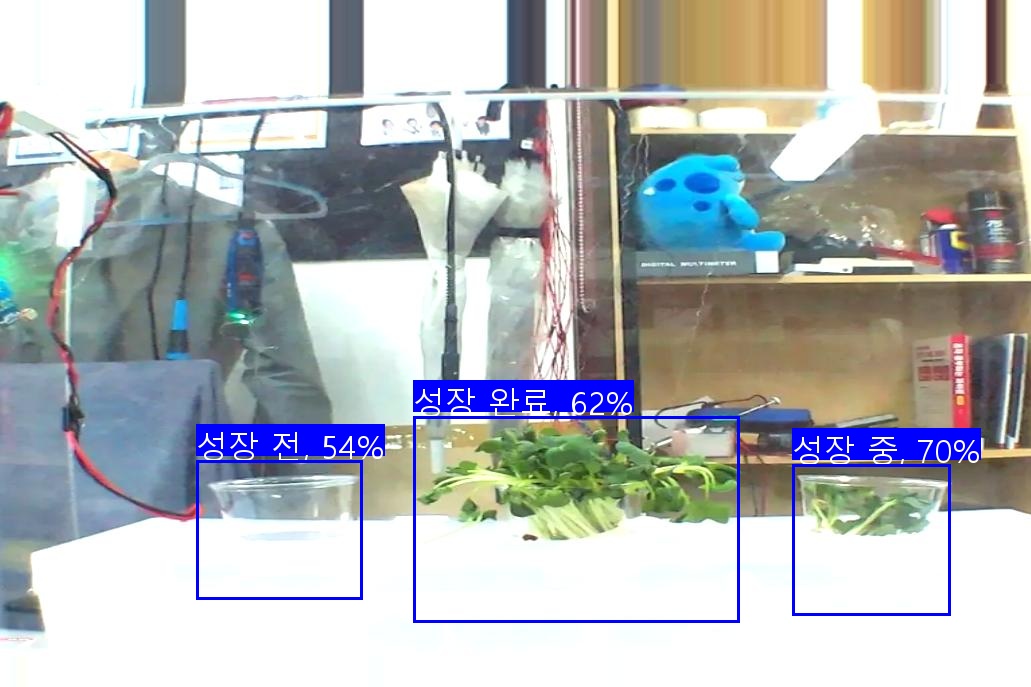 DIGITAL MULTIMETER
성장 완료, 62%
성장 전, 54%
성장 중, 70%